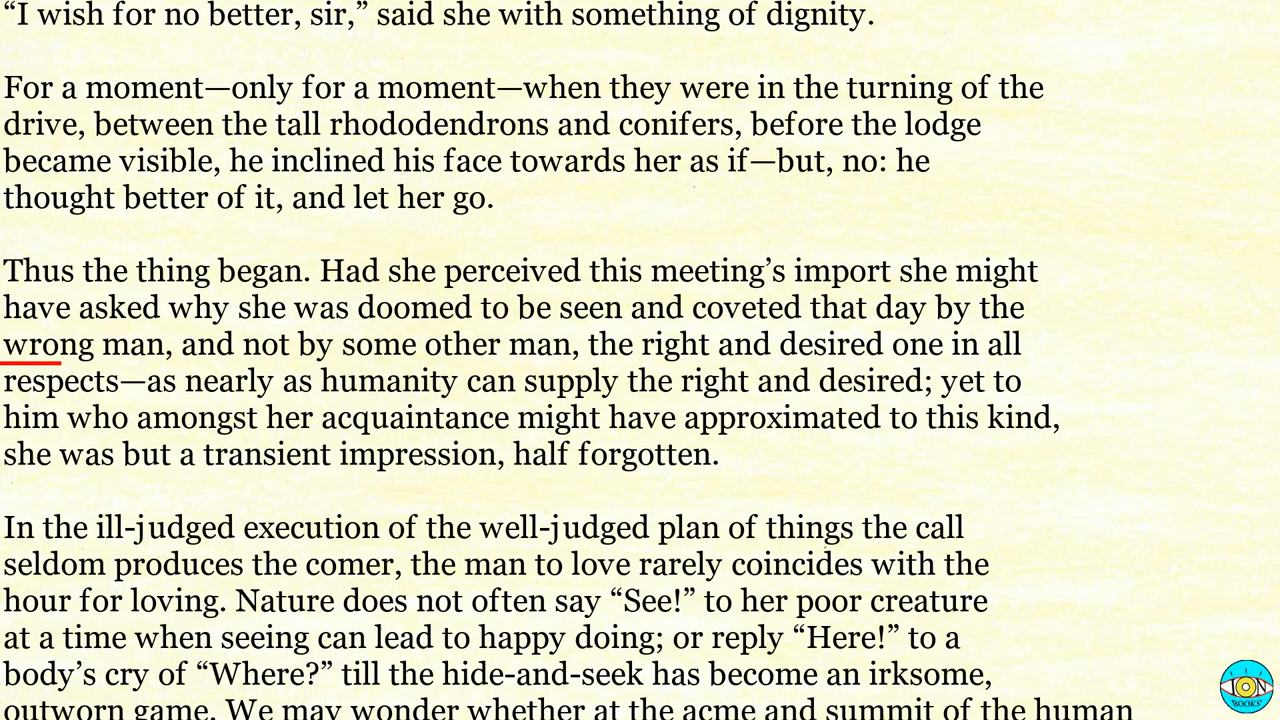 “I wish for no better, sir,” said she with something of dignity.
For a moment—only for a moment—when they were in the turning of the
drive, between the tall rhododendrons and conifers, before the lodge
became visible, he inclined his face towards her as if—but, no: he
thought better of it, and let her go.
Thus the thing began. Had she perceived this meeting’s import she might
have asked why she was doomed to be seen and coveted that day by the
wrong man, and not by some other man, the right and desired one in all
respects—as nearly as humanity can supply the right and desired; yet to
him who amongst her acquaintance might have approximated to this kind,
she was but a transient impression, half forgotten.
In the ill-judged execution of the well-judged plan of things the call
seldom produces the comer, the man to love rarely coincides with the
hour for loving. Nature does not often say “See!” to her poor creature
at a time when seeing can lead to happy doing; or reply “Here!” to a
body’s cry of “Where?” till the hide-and-seek has become an irksome,
outworn game. We may wonder whether at the acme and summit of the human
ION
BOOKS